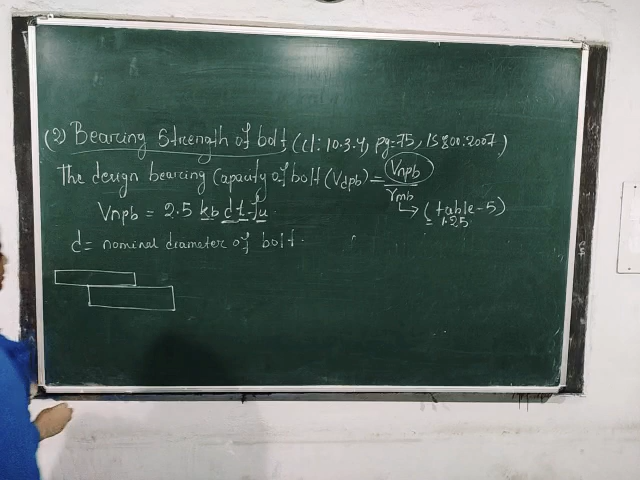 (2) Bearing Strength of bolts (cl: 10.3.4, pg=75, IS 800:2007)
The design bearing Capacity of bolt (Vdpb) = Vnpb / γmb
→ (table-5)
= 1.25
Vnpb = 2.5 kb d t fu.
d = nominal diameter of bolt.